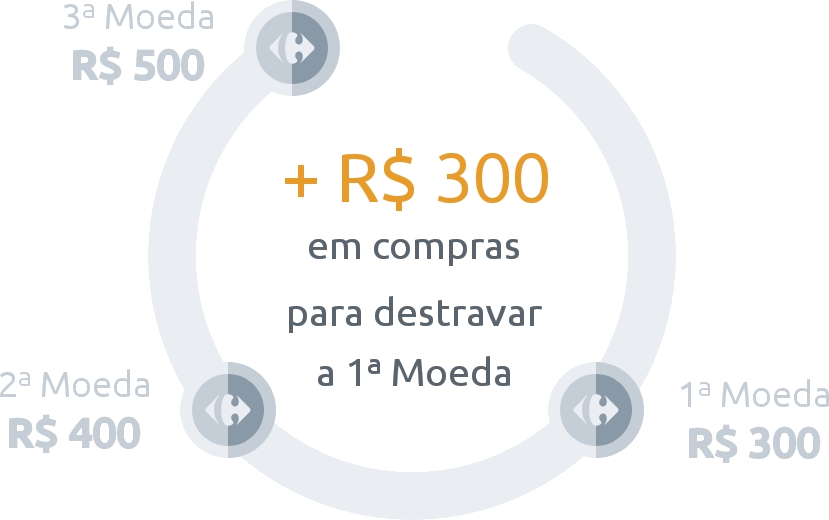 3ª Moeda
R$ 500
+ R$ 300
em compras
para destravar
a 1ª Moeda
2ª Moeda
R$ 400
1ª Moeda
R$ 300